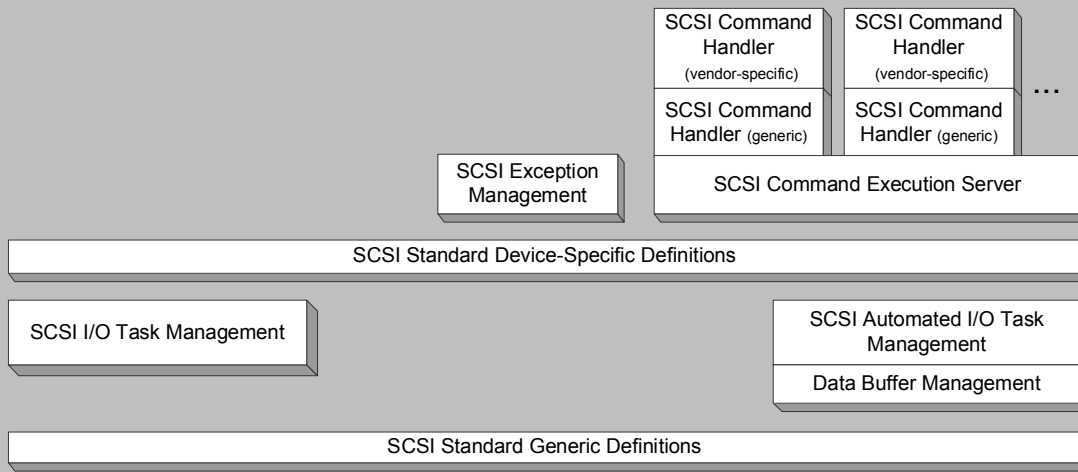 SCSI Command
Handler
(vendor-specific)
SCSI Command
Handler
(vendor-specific)
...
SCSI Command
Handler (generic)
SCSI Command
Handler (generic)
SCSI Exception
Management
SCSI Command Execution Server
SCSI Standard Device-Specific Definitions
SCSI I/O Task Management
SCSI Automated I/O Task
Management
Data Buffer Management
SCSI Standard Generic Definitions